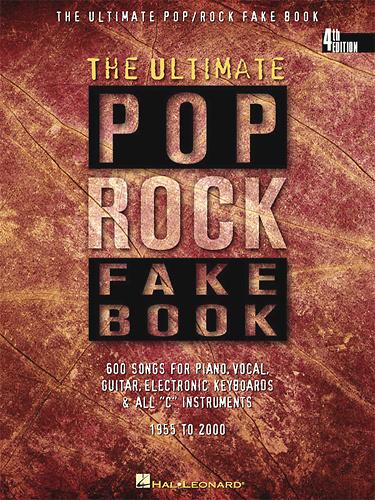 THE ULTIMATE POP/ROCK FAKE BOOK
4th
EDITION
THE ULTIMATE
POP
ROCK
FAKE
BOOK
600 SONGS FOR PIANO, VOCAL,
GUITAR, ELECTRONIC KEYBOARDS
& ALL "C" INSTRUMENTS
1955 TO 2000
HAL•LEONARD®